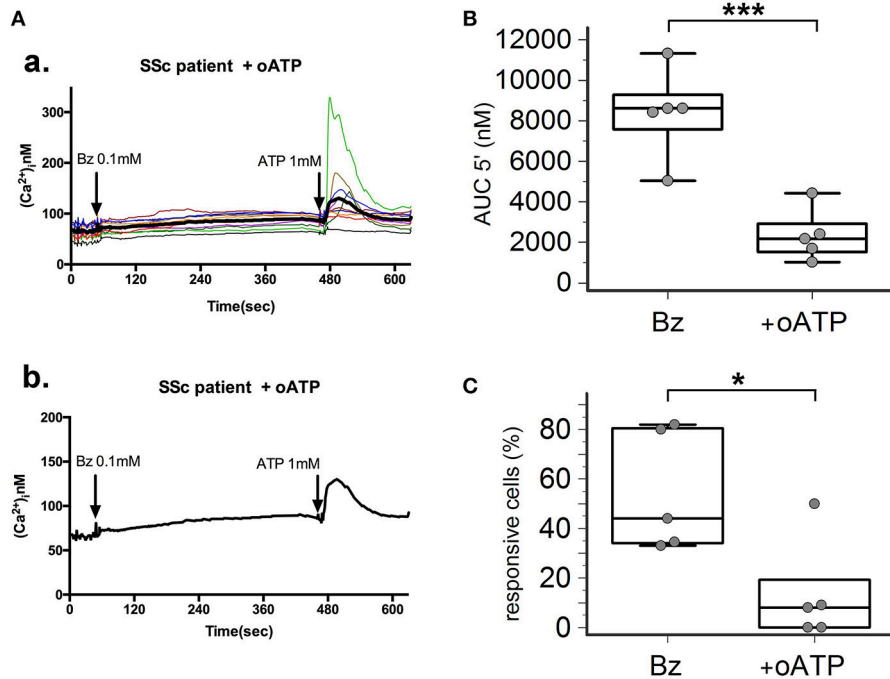 A
a.
SSc patient + oATP
(Ca²⁺)ᵢnM
300
200
100
0
Bz 0.1mM
ATP 1mM
0 120 240 360 480 600
Time(sec)
b.
SSc patient + oATP
(Ca²⁺)ᵢnM
200
150
100
50
0
Bz 0.1mM
ATP 1mM
0 120 240 360 480 600
Time(sec)
B
***
AUC 5' (nM)
12000
10000
8000
6000
4000
2000
0
Bz +oATP
C
*
responsive cells (%)
80
60
40
20
0
Bz +oATP